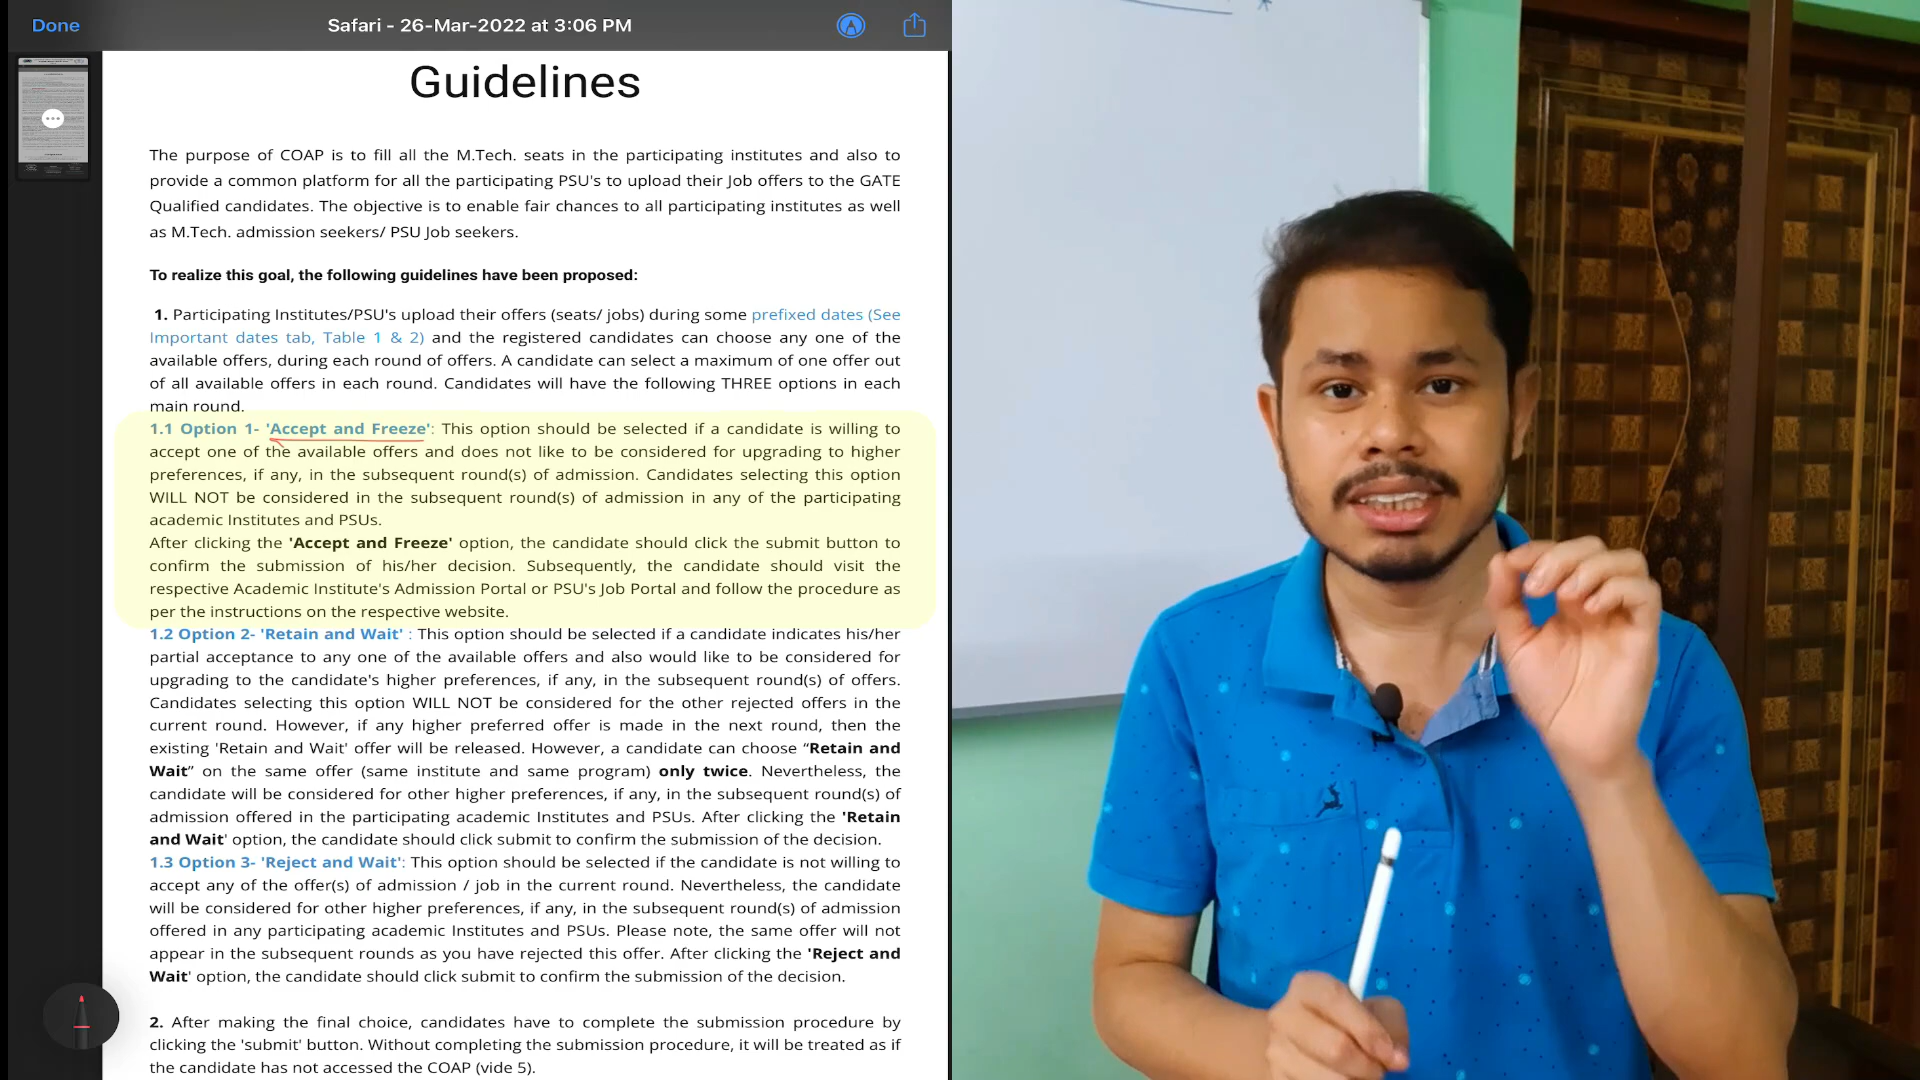 Done
Safari - 26-Mar-2022 at 3:06 PM
Guidelines
The purpose of COAP is to fill all the M.Tech. seats in the participating institutes and also to
provide a common platform for all the participating PSU's to upload their Job offers to the GATE
Qualified candidates. The objective is to enable fair chances to all participating institutes as well
as M.Tech. admission seekers/ PSU Job seekers.
To realize this goal, the following guidelines have been proposed:
1. Participating Institutes/PSU's upload their offers (seats/ jobs) during some prefixed dates (See
Important dates tab, Table 1 & 2) and the registered candidates can choose any one of the
available offers, during each round of offers. A candidate can select a maximum of one offer out
of all available offers in each round. Candidates will have the following THREE options in each
main round.
1.1 Option 1- 'Accept and Freeze': This option should be selected if a candidate is willing to
accept one of the available offers and does not like to be considered for upgrading to higher
preferences, if any, in the subsequent round(s) of admission. Candidates selecting this option
WILL NOT be considered in the subsequent round(s) of admission in any of the participating
academic Institutes and PSUs.
After clicking the 'Accept and Freeze' option, the candidate should click the submit button to
confirm the submission of his/her decision. Subsequently, the candidate should visit the
respective Academic Institute's Admission Portal or PSU's Job Portal and follow the procedure as
per the instructions on the respective website.
1.2 Option 2- 'Retain and Wait' : This option should be selected if a candidate indicates his/her
partial acceptance to any one of the available offers and also would like to be considered for
upgrading to the candidate's higher preferences, if any, in the subsequent round(s) of offers.
Candidates selecting this option WILL NOT be considered for the other rejected offers in the
current round. However, if any higher preferred offer is made in the next round, then the
existing 'Retain and Wait' offer will be released. However, a candidate can choose “Retain and
Wait” on the same offer (same institute and same program) only twice. Nevertheless, the
candidate will be considered for other higher preferences, if any, in the subsequent round(s) of
admission offered in the participating academic Institutes and PSUs. After clicking the 'Retain
and Wait' option, the candidate should click submit to confirm the submission of the decision.
1.3 Option 3- 'Reject and Wait': This option should be selected if the candidate is not willing to
accept any of the offer(s) of admission / job in the current round. Nevertheless, the candidate
will be considered for other higher preferences, if any, in the subsequent round(s) of admission
offered in any participating academic Institutes and PSUs. Please note, the same offer will not
appear in the subsequent rounds as you have rejected this offer. After clicking the 'Reject and
Wait' option, the candidate should click submit to confirm the submission of the decision.
2. After making the final choice, candidates have to complete the submission procedure by
clicking the 'submit' button. Without completing the submission procedure, it will be treated as if
the candidate has not accessed the COAP (vide 5).